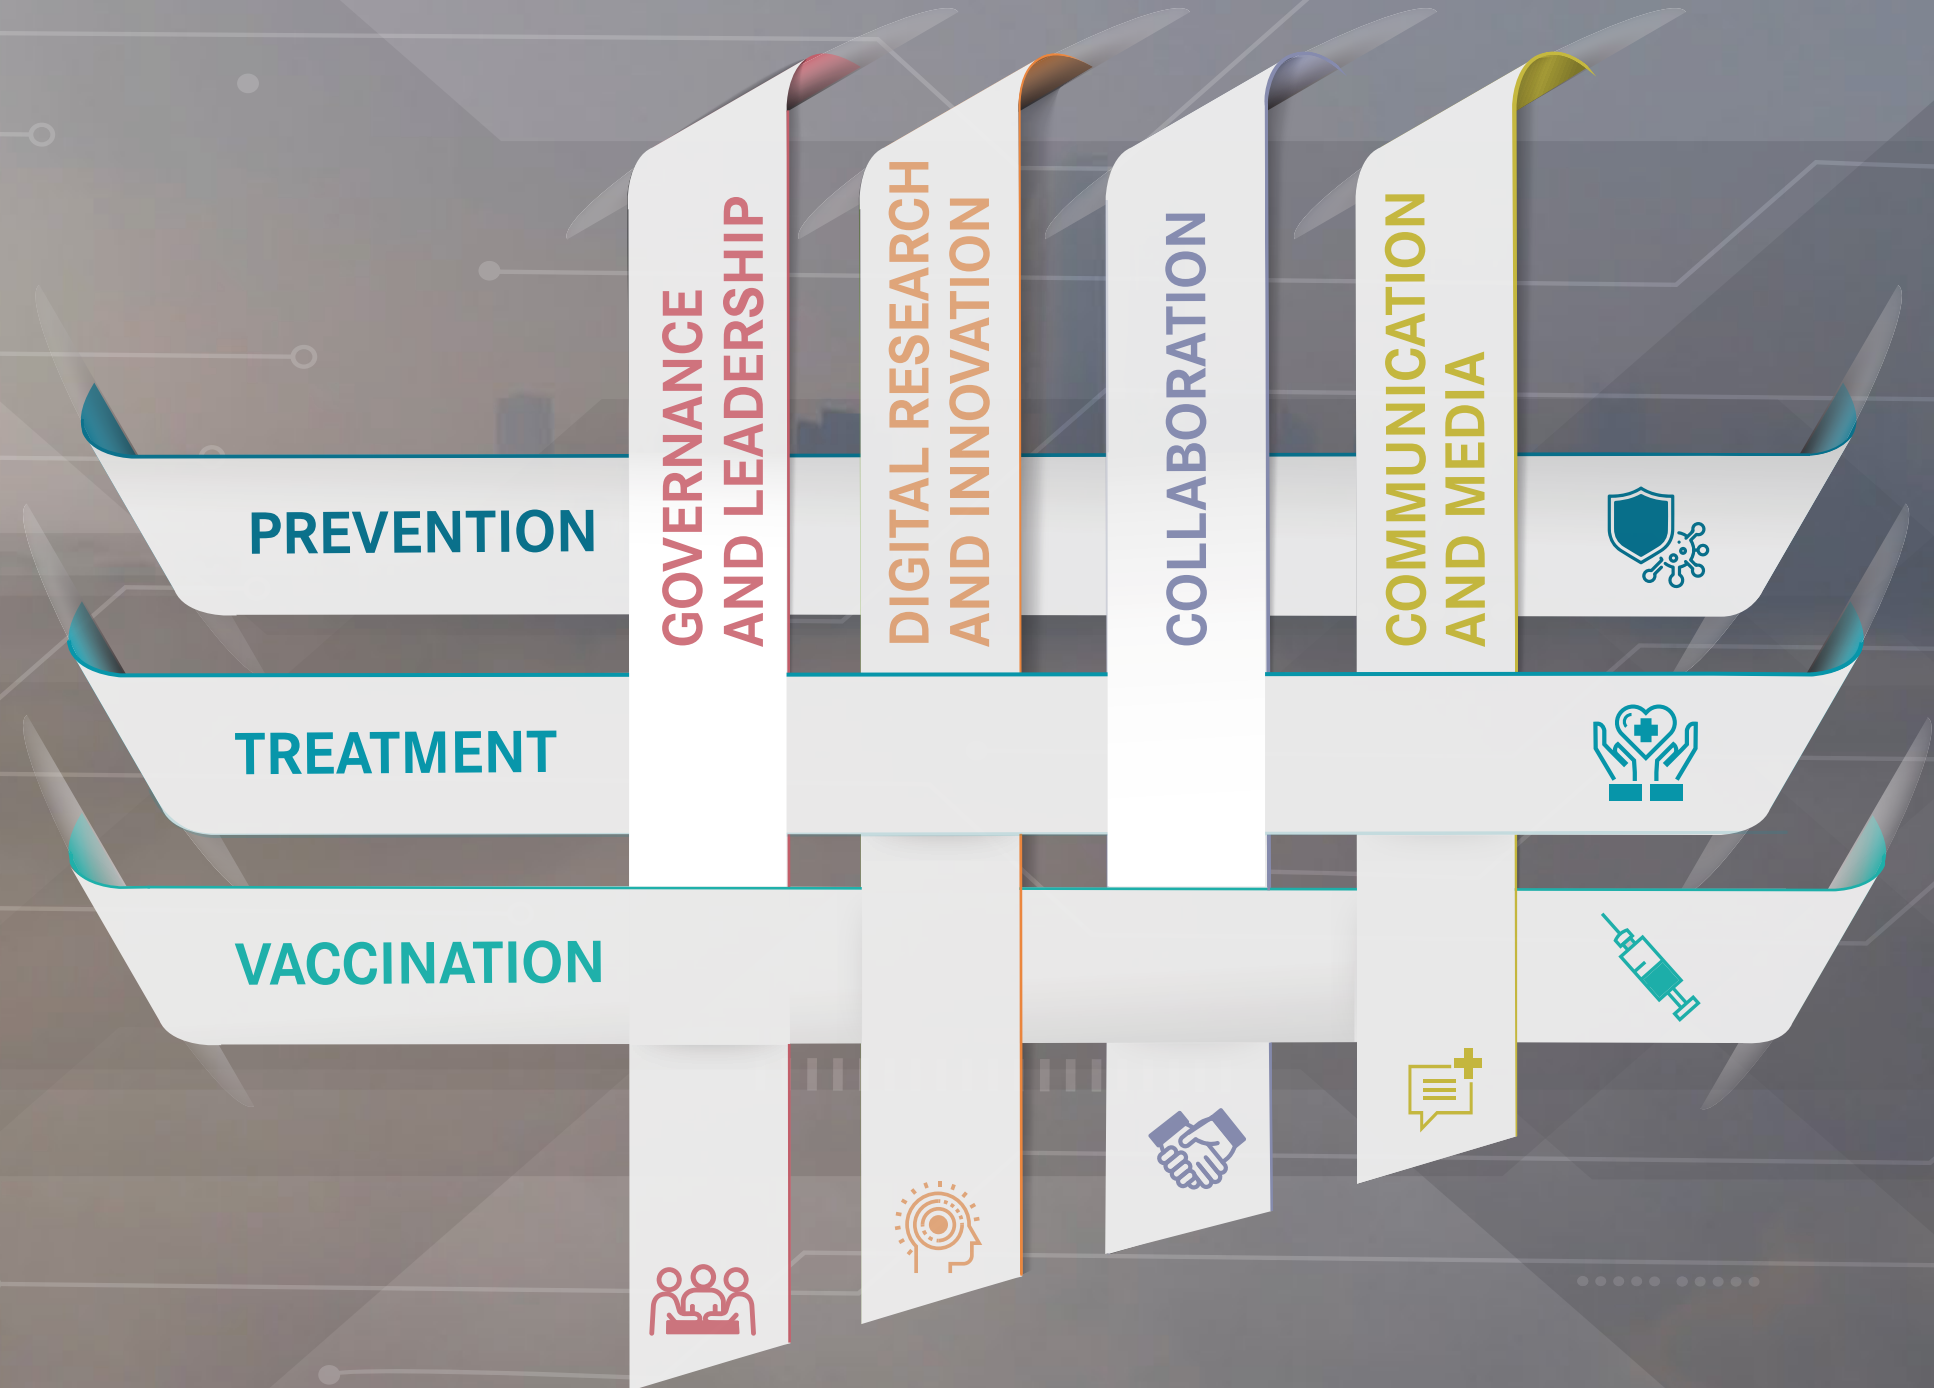 GOVERNANCE
AND LEADERSHIP
DIGITAL RESEARCH
AND INNOVATION
COLLABORATION
COMMUNICATION
AND MEDIA
PREVENTION
TREATMENT
VACCINATION